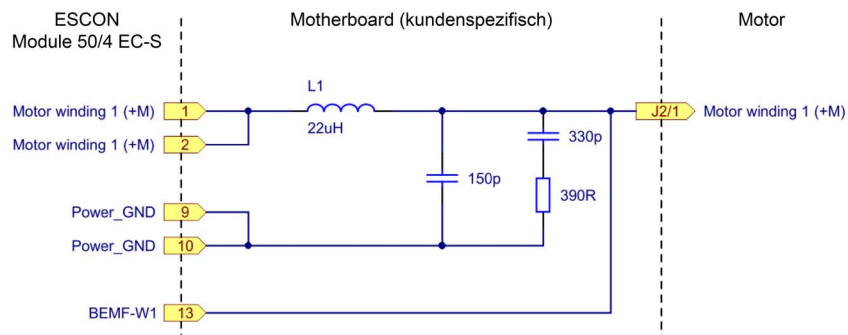 ESCON
Module 50/4 EC-S
Motherboard (kundenspezifisch)
Motor
L1
Motor winding 1 (+M) 1
22uH
J2/1 Motor winding 1 (+M)
330p
Motor winding 1 (+M) 2
150p
390R
Power_GND 9
Power_GND 10
BEMF-W1 13